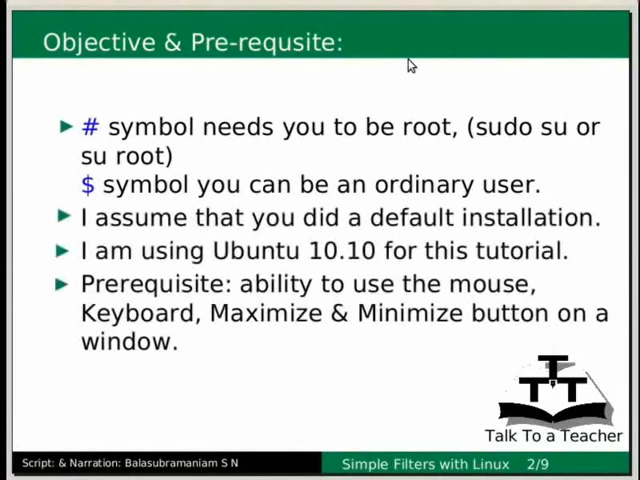 Objective & Pre-requsite:
# symbol needs you to be root, (sudo su or
su root)
$ symbol you can be an ordinary user.
I assume that you did a default installation.
I am using Ubuntu 10.10 for this tutorial.
Prerequisite: ability to use the mouse,
Keyboard, Maximize & Minimize button on a
window.
T
T T
Talk To a Teacher
Script: & Narration: Balasubramaniam S N
Simple Filters with Linux 2/9